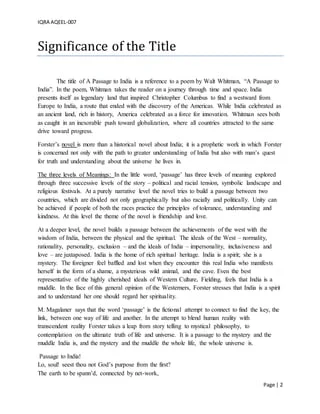 IQRA AQEEL-007
Significance of the Title
The title of A Passage to India is a reference to a poem by Walt Whitman, “A Passage to
India”. In the poem, Whitman takes the reader on a journey through time and space. India
presents itself as legendary land that inspired Christopher Columbus to find a westward from
Europe to India, a route that ended with the discovery of the Americas. While India celebrated as
an ancient land, rich in history, America celebrated as a force for innovation. Whitman sees both
as caught in an inexorable push toward globalization, where all countries attracted to the same
drive toward progress.
Forster’s novel is more than a historical novel about India; it is a prophetic work in which Forster
is concerned not only with the path to greater understanding of India but also with man’s quest
for truth and understanding about the universe he lives in.
The three levels of Meanings: In the little word, ‘passage’ has three levels of meaning explored
through three successive levels of the story – political and racial tension, symbolic landscape and
religious festivals. At a purely narrative level the novel tries to build a passage between two
countries, which are divided not only geographically but also racially and politically. Unity can
be achieved if people of both the races practice the principles of tolerance, understanding and
kindness. At this level the theme of the novel is friendship and love.
At a deeper level, the novel builds a passage between the achievements of the west with the
wisdom of India, between the physical and the spiritual. The ideals of the West – normality,
rationality, personality, exclusion – and the ideals of India – impersonality, inclusiveness and
love – are juxtaposed. India is the home of rich spiritual heritage. India is a spirit; she is a
mystery. The foreigner feel baffled and lost when they encounter this real India who manifests
herself in the form of a shame, a mysterious wild animal, and the cave. Even the best
representative of the highly cherished ideals of Western Culture, Fielding, feels that India is a
muddle. In the face of this general opinion of the Westerners, Forster stresses that India is a spirit
and to understand her one should regard her spirituality.
M. Magalaner says that the word ‘passage’ is the fictional attempt to connect to find the key, the
link, between one way of life and another. In the attempt to blend human reality with
transcendent reality Forster takes a leap from story telling to mystical philosophy, to
contemplation on the ultimate truth of life and universe. It is a passage to the mystery and the
muddle India is, and the mystery and the muddle the whole life, the whole universe is.
Passage to India!
Lo, soul! seest thou not God’s purpose from the first?
The earth to be spann’d, connected by net-work,
Page | 2